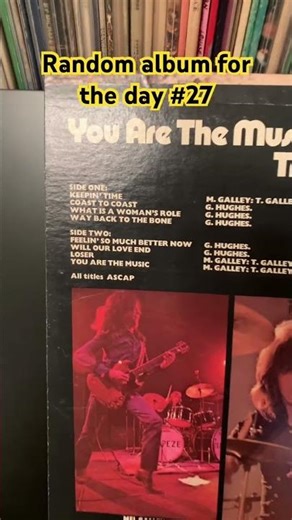 Random album for
the day #27
You Are The Mus
SIDE ONE:
KEEPIN' TIME M. GALLEY: T. GALLE
COAST TO COAST G. HUGHES.
WHAT IS A WOMAN'S ROLE G. HUGHES.
WAY BACK TO THE BONE G. HUGHES.
SIDE TWO:
FEELIN' SO MUCH BETTER NOW G. HUGHES.
WILL OUR LOVE END G. HUGHES.
LOSER M. GALLEY: T. GALLEY
YOU ARE THE MUSIC M. GALLEY: T. GALLEY
All titles ASCAP